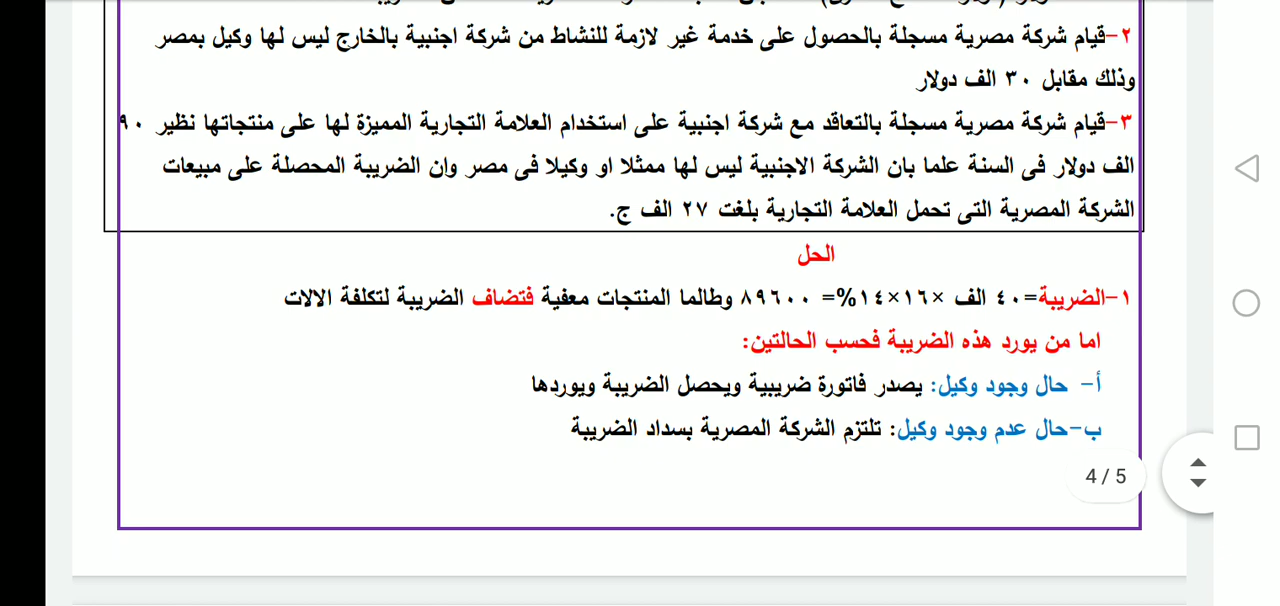 ٢-قيام شركة مصرية مسجلة بالحصول على خدمة غير لازمة للنشاط من شركة اجنبية بالخارج ليس لها وكيل بمصر
وذلك مقابل ٣٠ الف دولار
٣-قيام شركة مصرية مسجلة بالتعاقد مع شركة اجنبية على استخدام العلامة التجارية المميزة لها على منتجاتها نظير ٩٠
الف دولار فى السنة علما بان الشركة الاجنبية ليس لها ممثلا او وكيلا فى مصر وان الضريبة المحصلة على مبيعات
الشركة المصرية التى تحمل العلامة التجارية بلغت ٢٧ الف ج.
الحل
١-الضريبة=٤٠ الف ×١٦×١٤%= ٨٩٦٠٠ وطالما المنتجات معفية فتضاف الضريبة لتكلفة الالات
اما من يورد هذه الضريبة فحسب الحالتين:
أ- حال وجود وكيل: يصدر فاتورة ضريبية ويحصل الضريبة ويوردها
ب-حال عدم وجود وكيل: تلتزم الشركة المصرية بسداد الضريبة
4 / 5